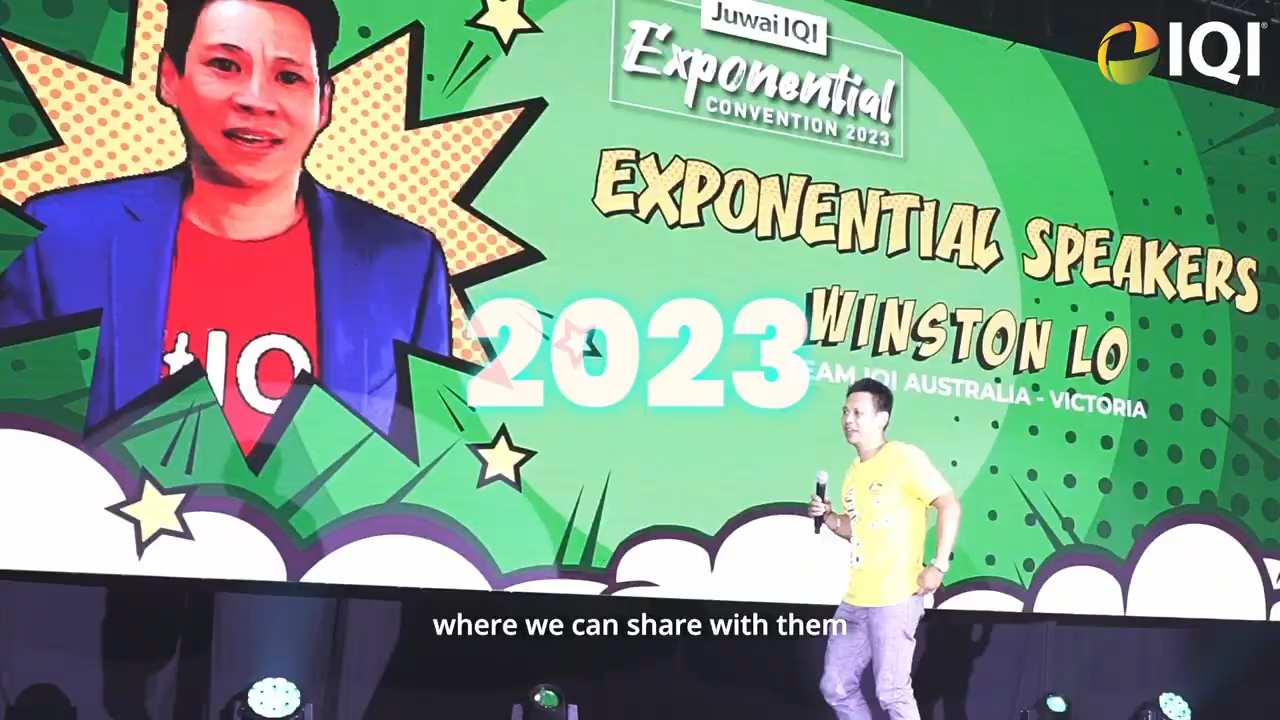 Juwai IQI
Exponential
CONVENTION 2023
IQI®
EXPONENTIAL SPEAKERS
WINSTON LO
TEAM IQI AUSTRALIA - VICTORIA
2023
#IQI
where we can share with them